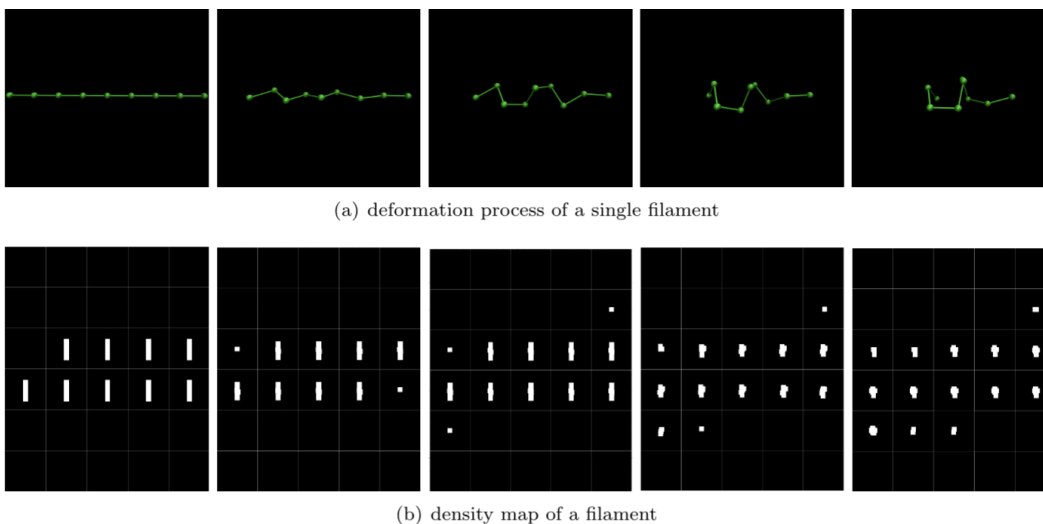 (a) deformation process of a single filament
(b) density map of a filament